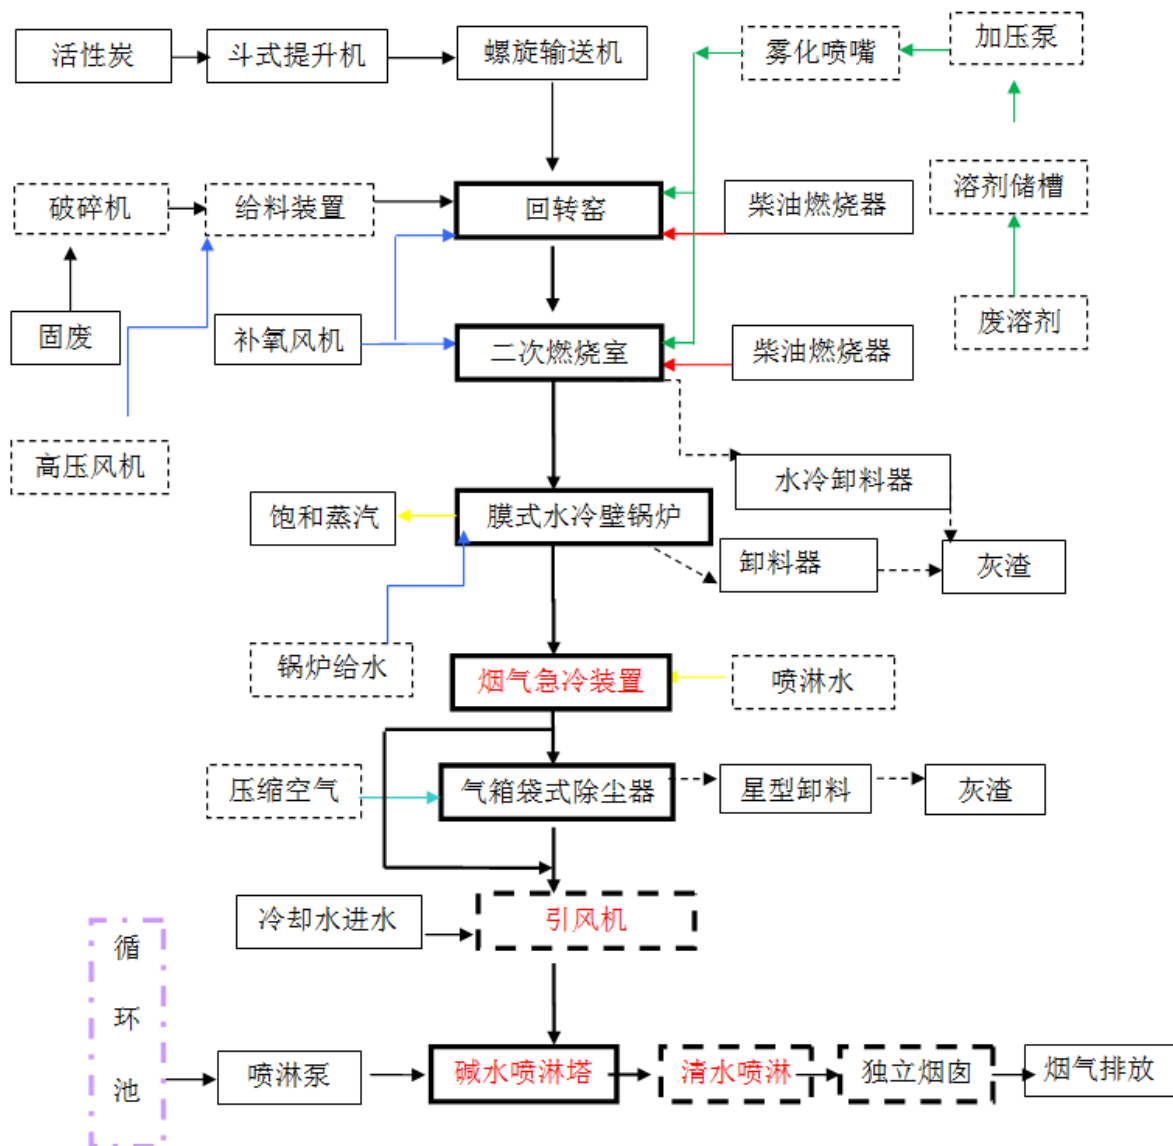 活性炭
斗式提升机
螺旋输送机
雾化喷嘴
加压泵
破碎机
给料装置
回转窑
柴油燃烧器
溶剂储槽
固废
补氧风机
二次燃烧室
柴油燃烧器
废溶剂
高压风机
水冷卸料器
饱和蒸汽
膜式水冷壁锅炉
卸料器
灰渣
锅炉给水
烟气急冷装置
喷淋水
压缩空气
气箱袋式除尘器
星型卸料
灰渣
冷却水进水
引风机
循
环
池
喷淋泵
碱水喷淋塔
清水喷淋
独立烟囱
烟气排放